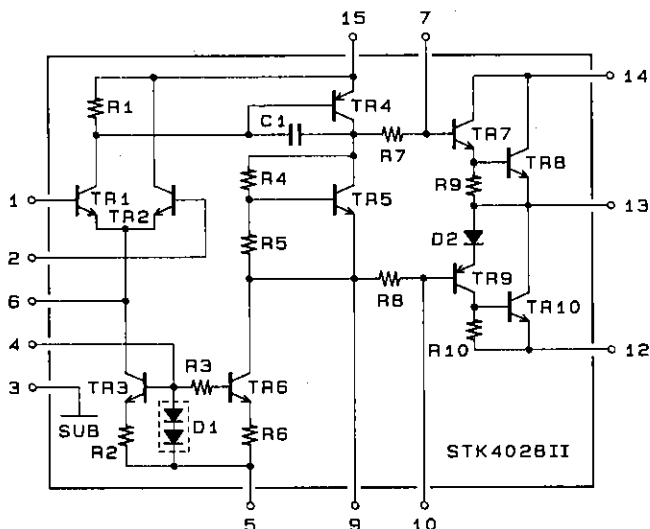 15 7
14
R1 TR4
C1 TR7
R7 TR8
R4 R9
1 TR1 TR2 TR5 13
R5 D2
2
TR9
6 R8
TR10
4 R10
R3 12
3 TR3 TR6
D1
SUB R2 R6 STK4028II
5 9 10